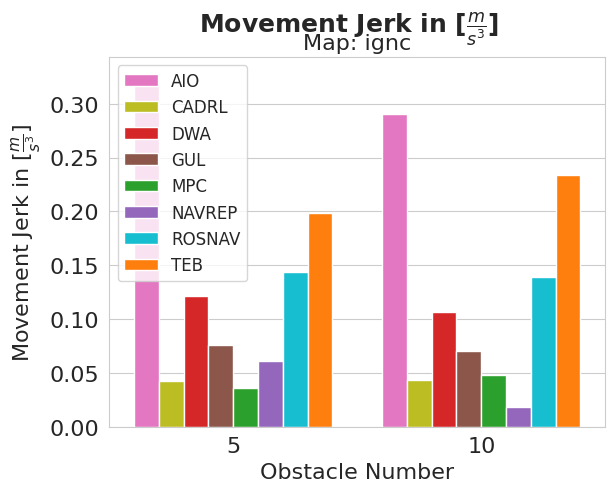 Movement Jerk in [m/s³]
Map: ignc
Movement Jerk in [m/s³]
0.30
0.25
0.20
0.15
0.10
0.05
0.00
AIO
CADRL
DWA
GUL
MPC
NAVREP
ROSNAV
TEB
5 10
Obstacle Number